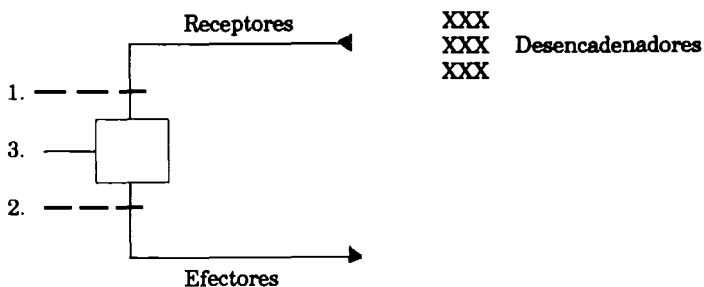 Receptores
XXX
XXX Desencadenadores
XXX
1.
3.
2.
Efectores